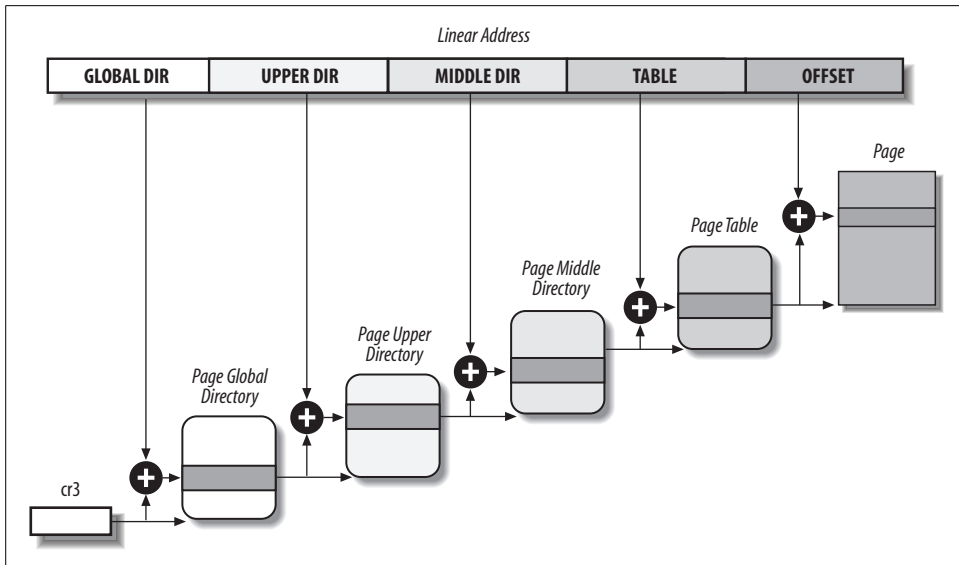 Linear Address
GLOBAL DIR UPPER DIR MIDDLE DIR TABLE OFFSET
Page
Page Table
Page Middle
Directory
Page Upper
Directory
Page Global
Directory
cr3